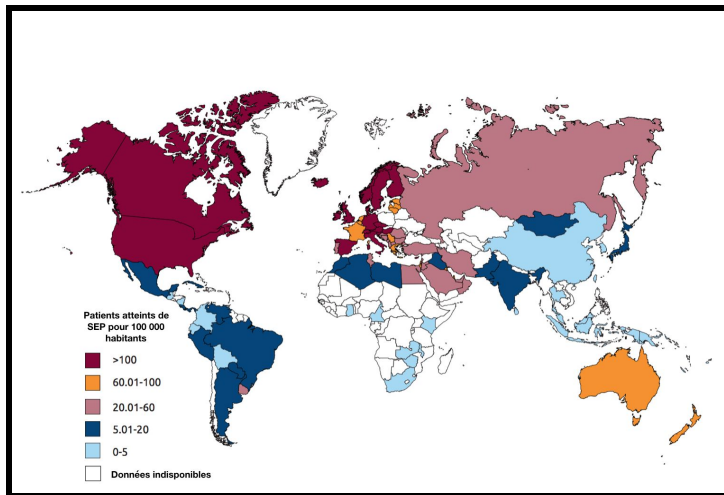 Patients atteints de
SEP pour 100 000
habitants
>100
60.01-100
20.01-60
5.01-20
0-5
Données indisponibles